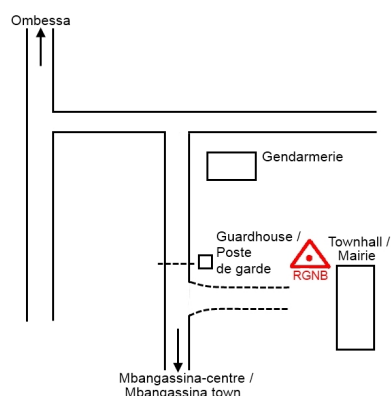 Ombessa
Gendarmerie
Guardhouse /
Poste
de garde
RGNB
Townhall /
Mairie
Mbangassina-centre /
Mbangassina town